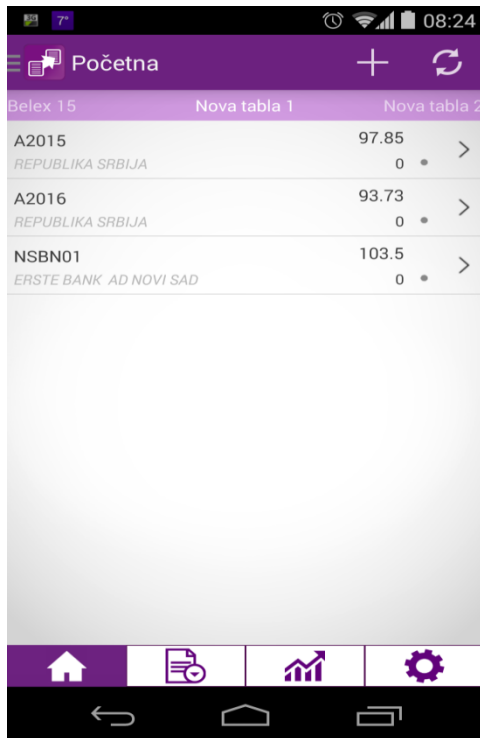 7°
08:24
Početna
Belex 15 Nova tabla 1 Nova tabla 2
A2015 97.85
REPUBLIKA SRBIJA 0
A2016 93.73
REPUBLIKA SRBIJA 0
NSBN01 103.5
ERSTE BANK AD NOVI SAD 0